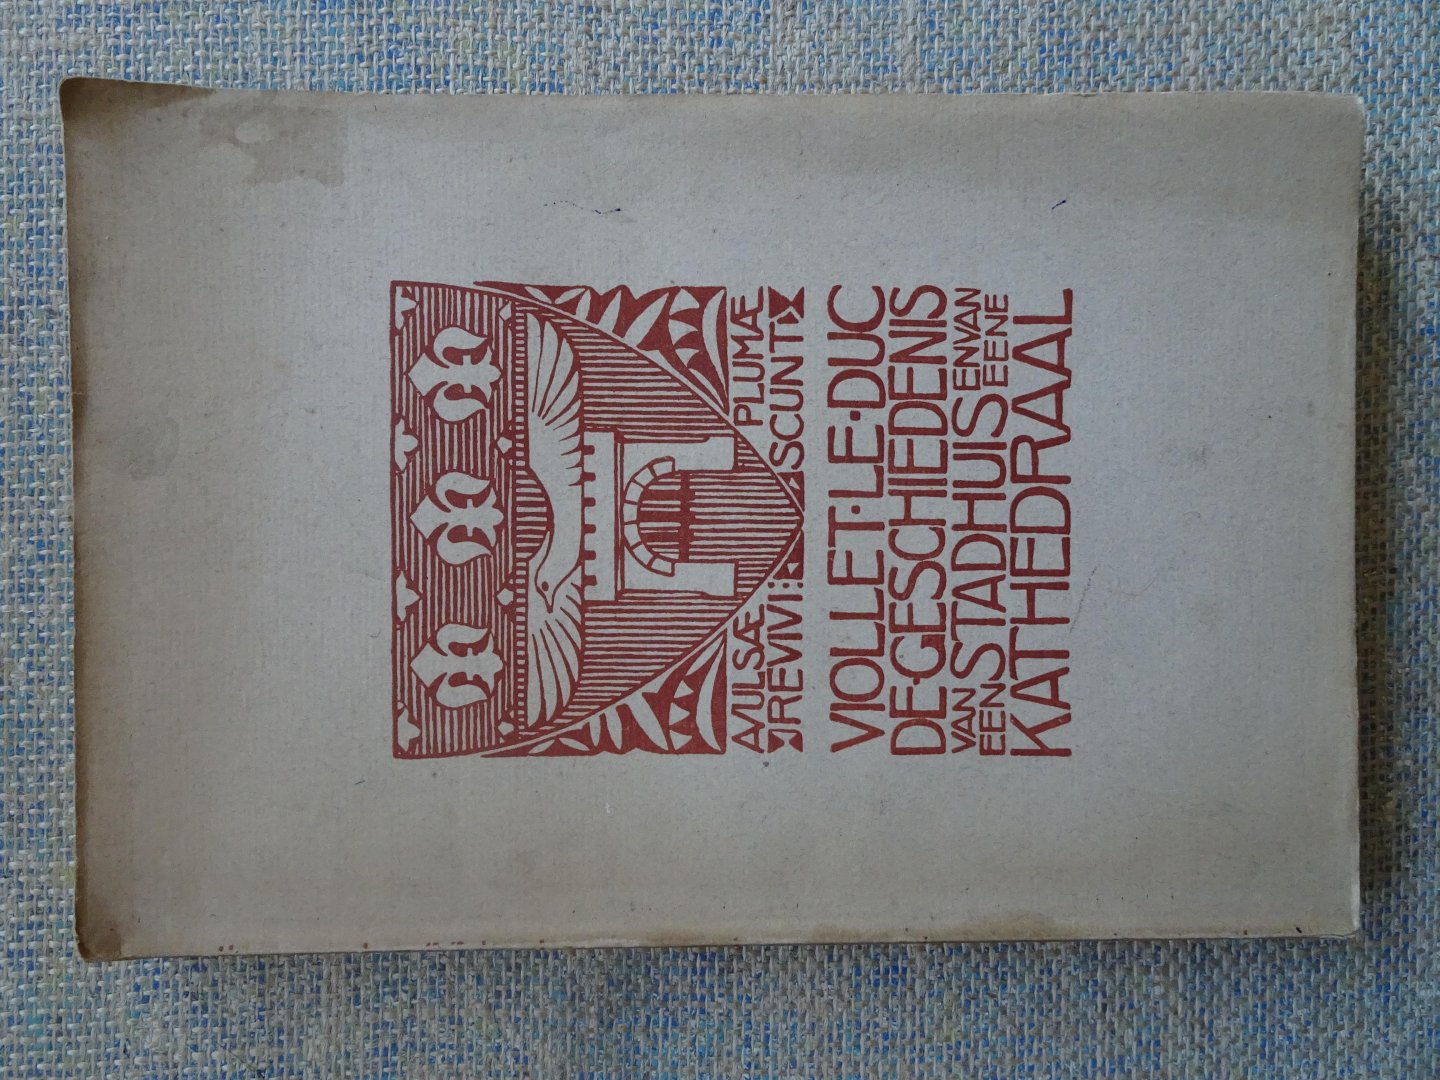 AVULSÆ PLUMÆ
REVIVISCUNT
VIOLLET·LE·DUC
DE·GESCHIEDENIS
VAN EEN STADHUIS EN VAN EENE
KATHEDRAAL